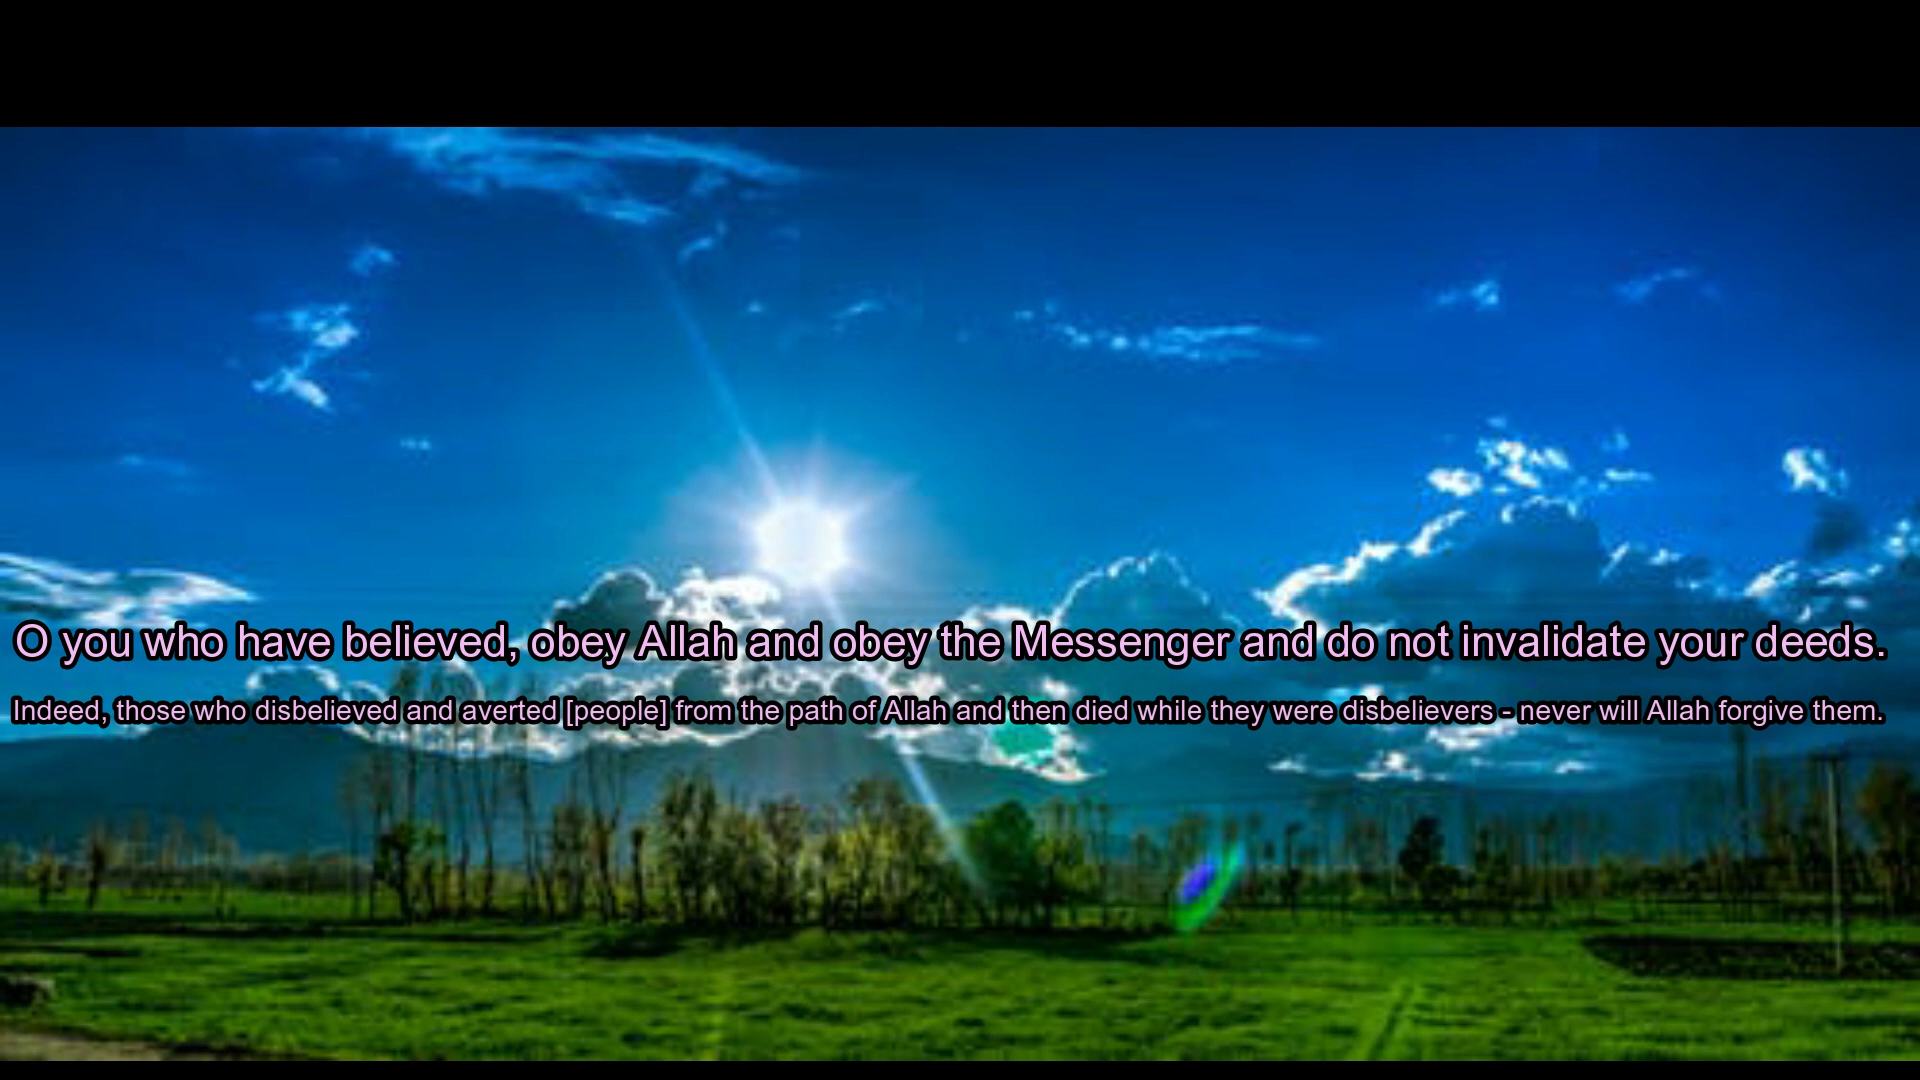 O you who have believed, obey Allah and obey the Messenger and do not invalidate your deeds.
Indeed, those who disbelieved and averted [people] from the path of Allah and then died while they were disbelievers - never will Allah forgive them.